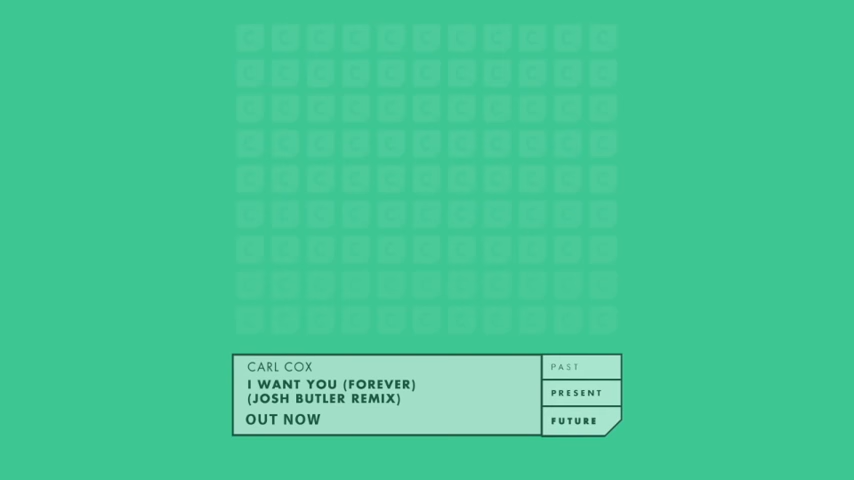 CARL COX
I WANT YOU (FOREVER)
(JOSH BUTLER REMIX)
OUT NOW
PAST
PRESENT
FUTURE